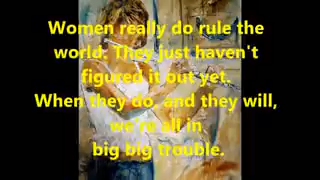 Women really do rule the
world. They just haven't
figured it out yet.
When they do, and they will,
we're all in
big big trouble.